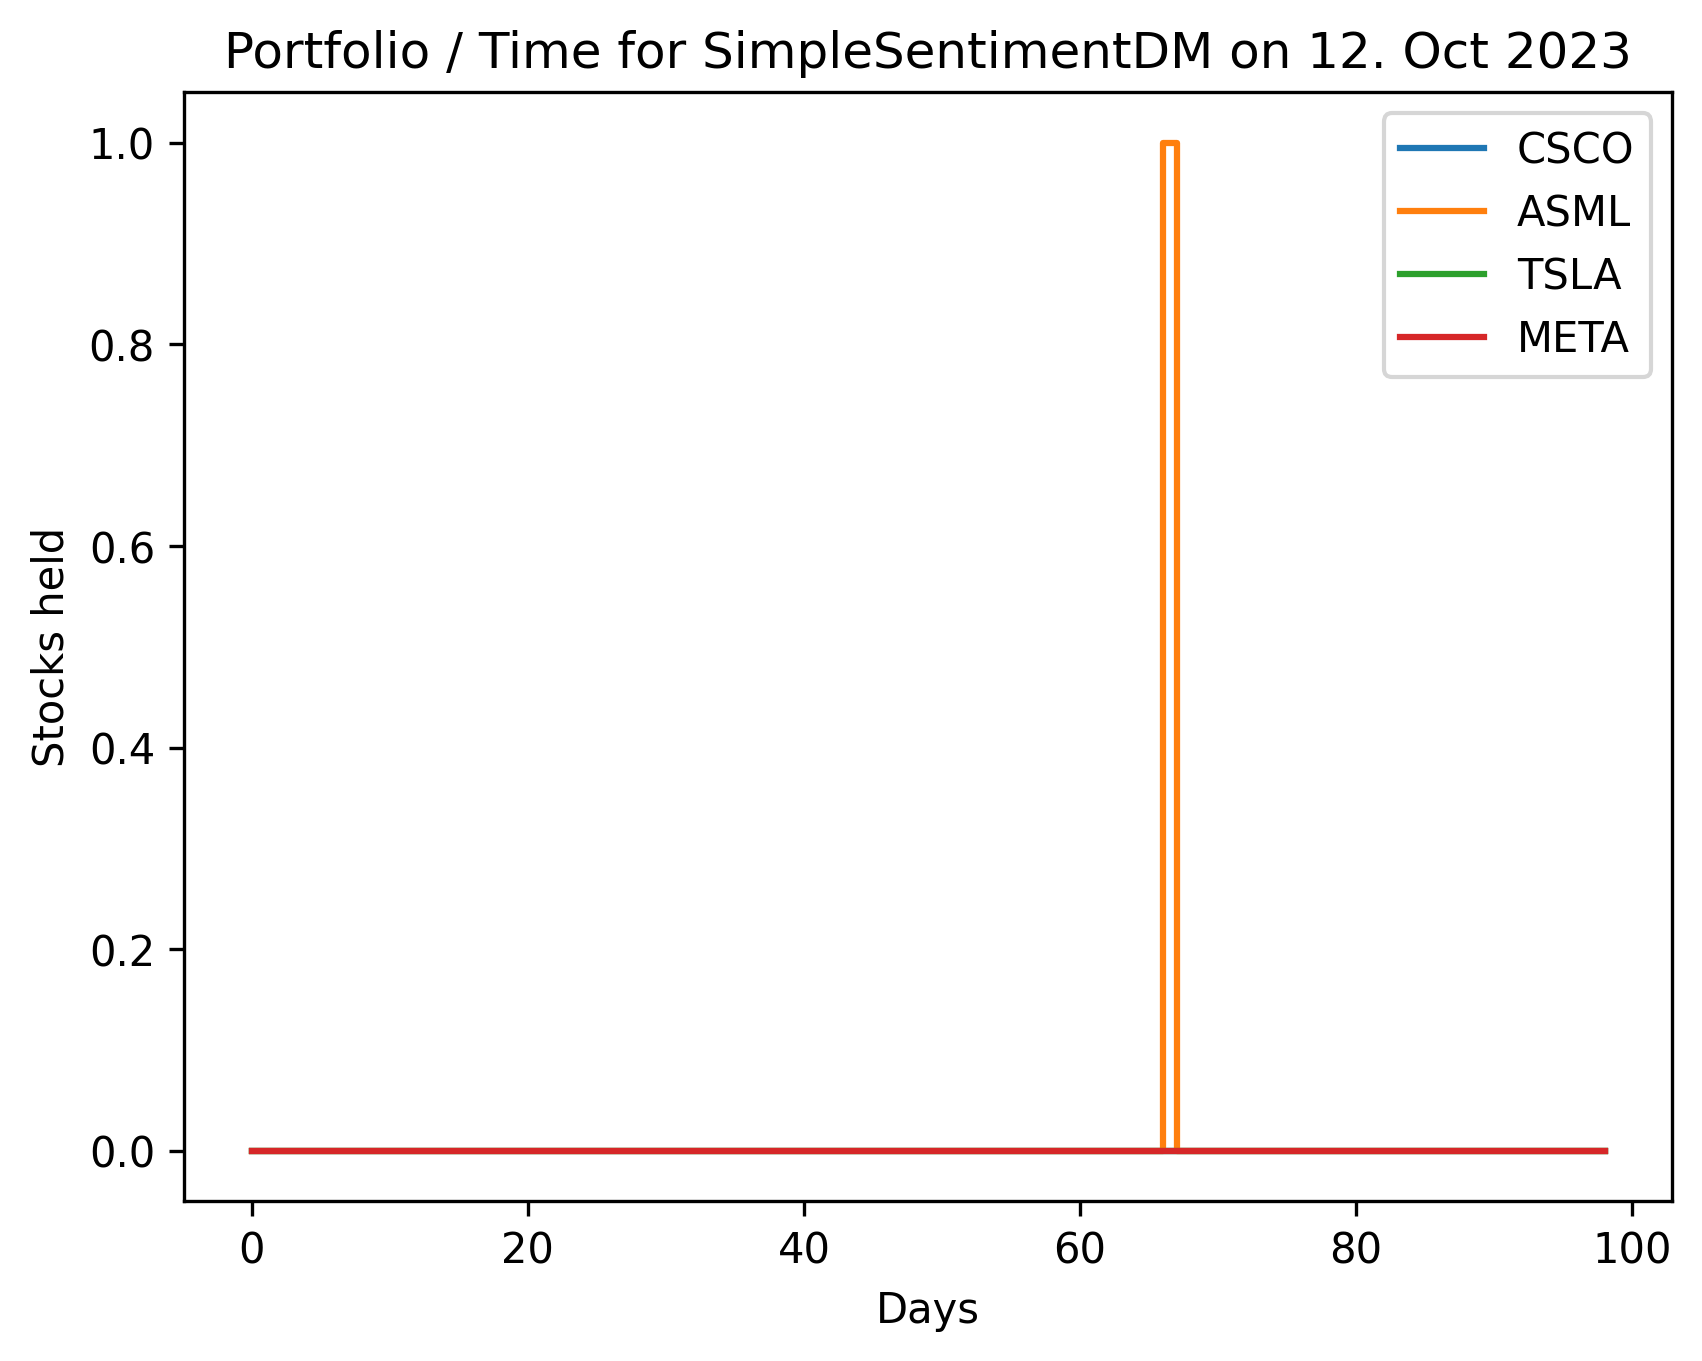 Portfolio / Time for SimpleSentimentDM on 12. Oct 2023
CSCO
ASML
TSLA
META
1.0
0.8
0.6
0.4
0.2
0.0
Stocks held
0 20 40 60 80 100
Days